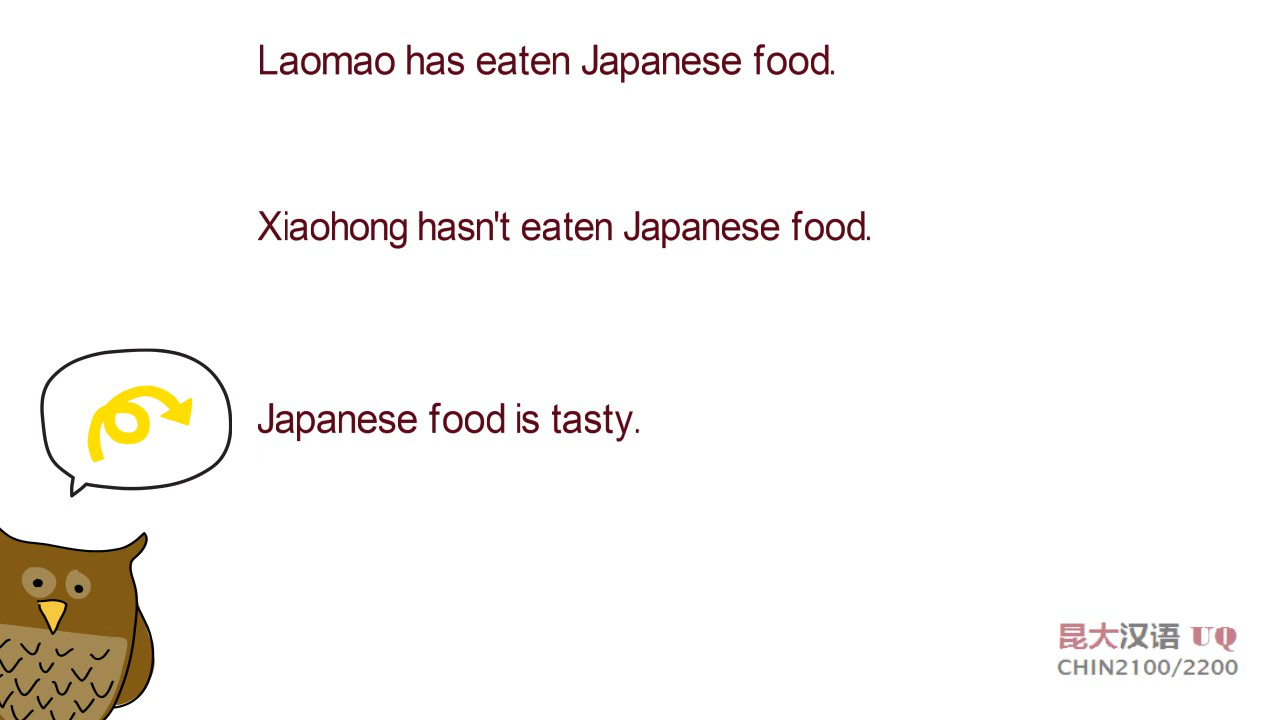 Laomao has eaten Japanese food.
Xiaohong hasn't eaten Japanese food.
Japanese food is tasty.
昆大汉语 UQ
CHIN2100/2200